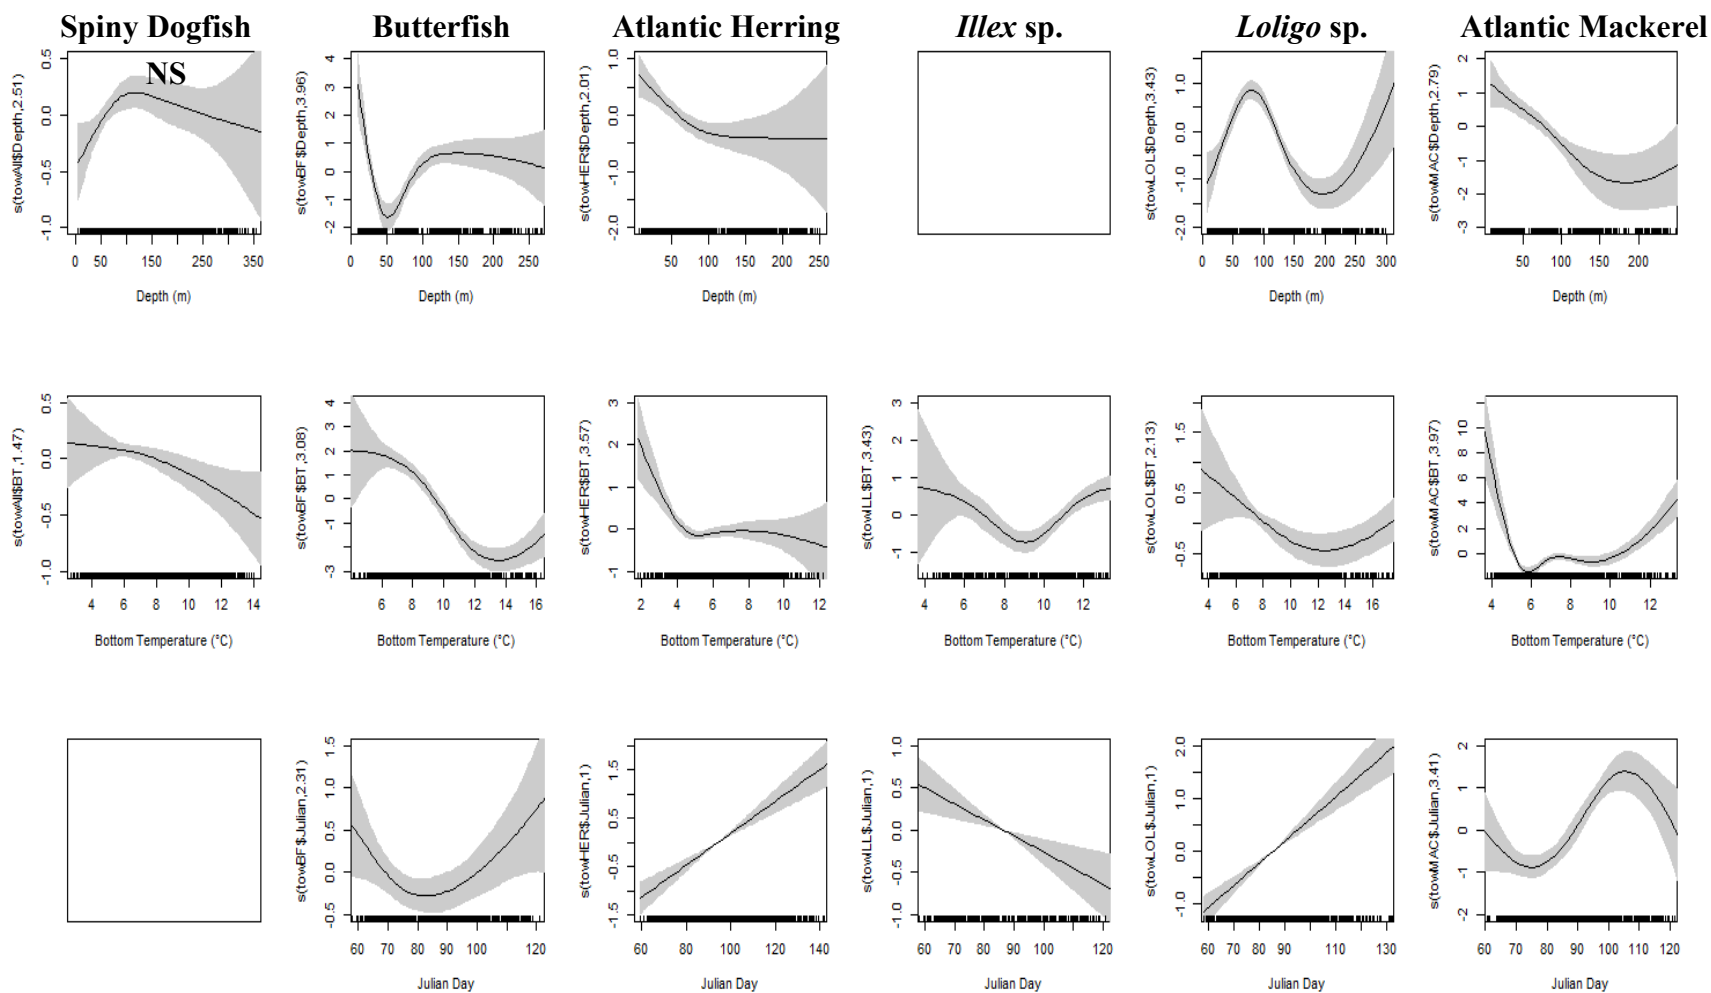 Spiny Dogfish Butterfish Atlantic Herring Illex sp. Loligo sp. Atlantic Mackerel
NS
s(towAll$Depth,2.51) s(towBF$Depth,3.96) s(towHER$Depth,2.01) s(towLOL$Depth,3.43) s(towMAC$Depth,2.79)
0.5 0.0 -0.5 -1.0
4 3 2 1 0 -1 -2
1.0 0.0 -1.0 -2.0
1.0 0.0 -1.0 -2.0
2 1 0 -1 -2 -3
0 50 150 250 350 0 50 100 150 200 250 50 100 150 200 250 0 50 100 150 200 250 300 50 100 150 200
Depth (m) Depth (m) Depth (m) Depth (m) Depth (m)
s(towAll$BT,1.47) s(towBF$BT,3.08) s(towHER$BT,3.57) s(towILL$BT,3.43) s(towLOL$BT,2.13) s(towMAC$BT,3.97)
0.5 0.0 -0.5 -1.0
4 3 2 1 0 -1 -3
3 2 1 0 -1
3 2 1 0 -1
1.5 0.5 -0.5
10 8 6 4 2 0
4 6 8 10 12 14 4 6 8 10 12 14 16 2 4 6 8 10 12 4 6 8 10 12 4 6 8 10 12 14 16 4 6 8 10 12
Bottom Temperature (°C) Bottom Temperature (°C) Bottom Temperature (°C) Bottom Temperature (°C) Bottom Temperature (°C) Bottom Temperature (°C)
s(towBF$Julian,2.31) s(towHER$Julian,1) s(towILL$Julian,1) s(towLOL$Julian,1) s(towMAC$Julian,3.41)
1.5 1.0 0.5 0.0 -0.5
1.5 0.5 -0.5 -1.5
1.0 0.5 0.0 -0.5 -1.0
2.0 1.0 0.0 -1.0
2 1 0 -1 -2
60 70 80 90 100 120 60 80 100 120 140 60 70 80 90 100 120 60 70 80 90 110 130 60 70 80 90 100 120
Julian Day Julian Day Julian Day Julian Day Julian Day